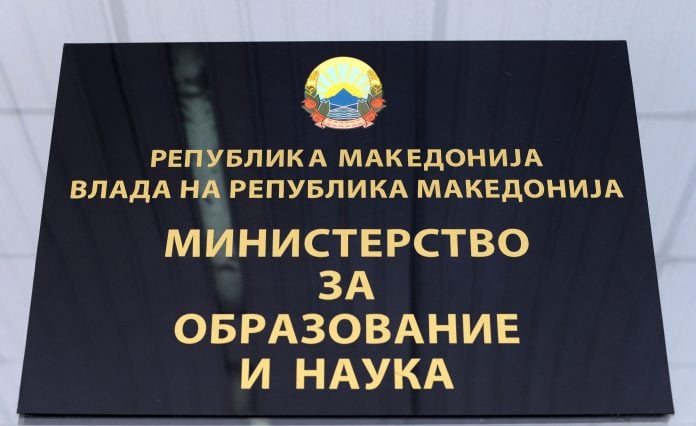 РЕПУБЛИКА МАКЕДОНИЈА
ВЛАДА НА РЕПУБЛИКА МАКЕДОНИЈА
МИНИСТЕРСТВО
ЗА
ОБРАЗОВАНИЕ
И НАУКА